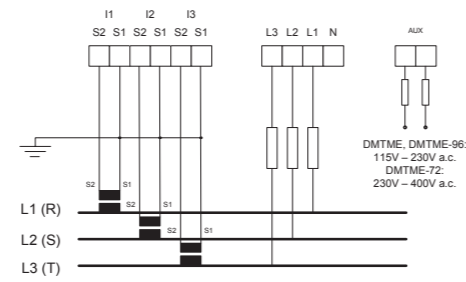 I1 I2 I3
S2 S1 S2 S1 S2 S1 L3 L2 L1 N AUX
DMTME, DMTME-96:
115V – 230V a.c.
DMTME-72:
230V – 400V a.c.
S2 S1
L1 (R) S2 S1
L2 (S) S2 S1
L3 (T)